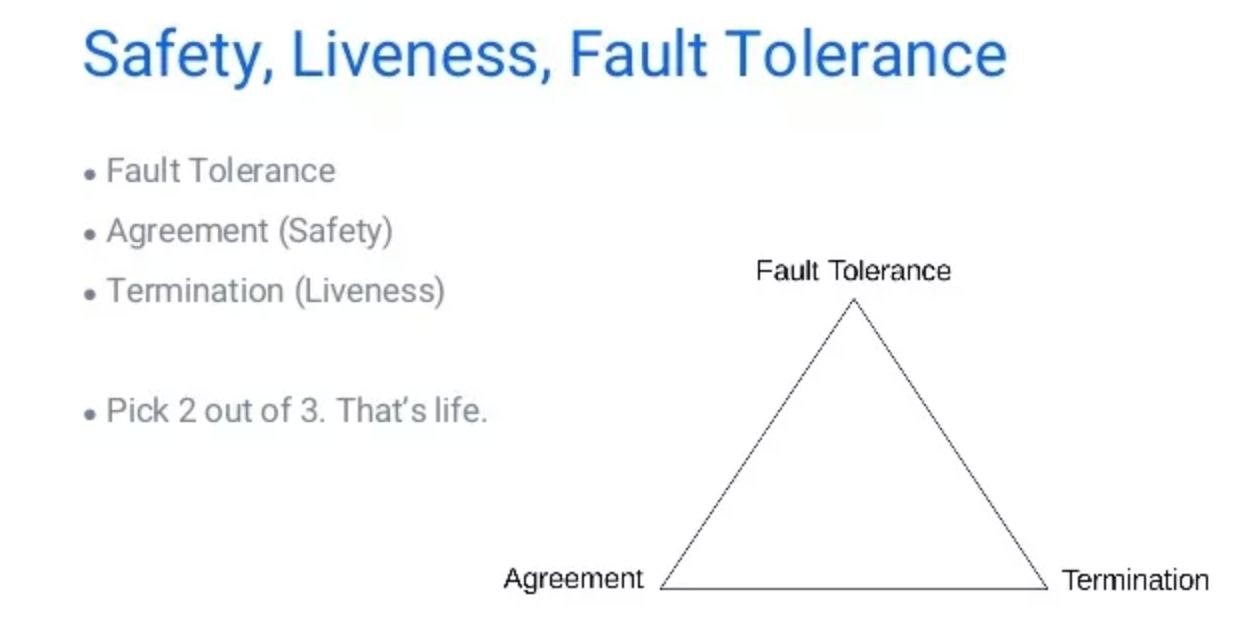 Safety, Liveness, Fault Tolerance
• Fault Tolerance
• Agreement (Safety)
• Termination (Liveness)
• Pick 2 out of 3. That’s life.
Fault Tolerance
Agreement
Termination